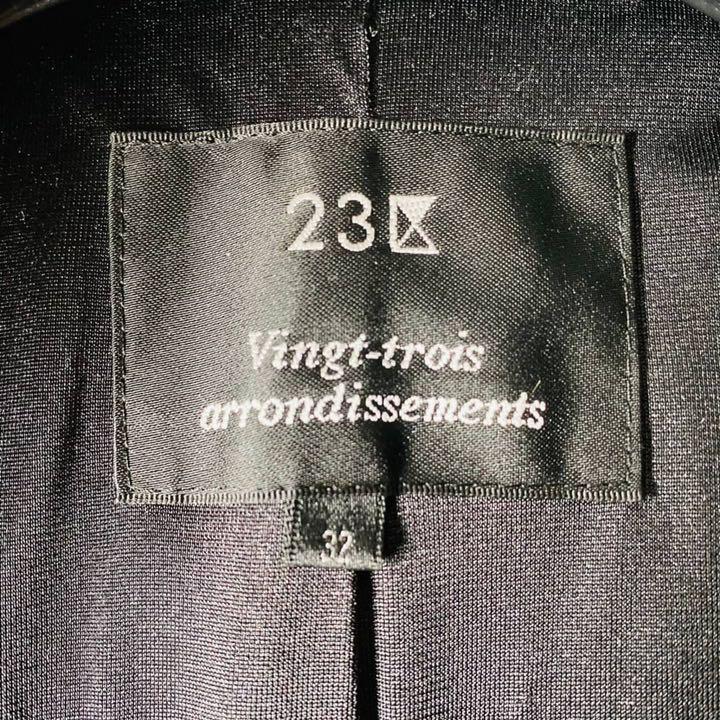 23
Vingt-trois
arrondissements
32